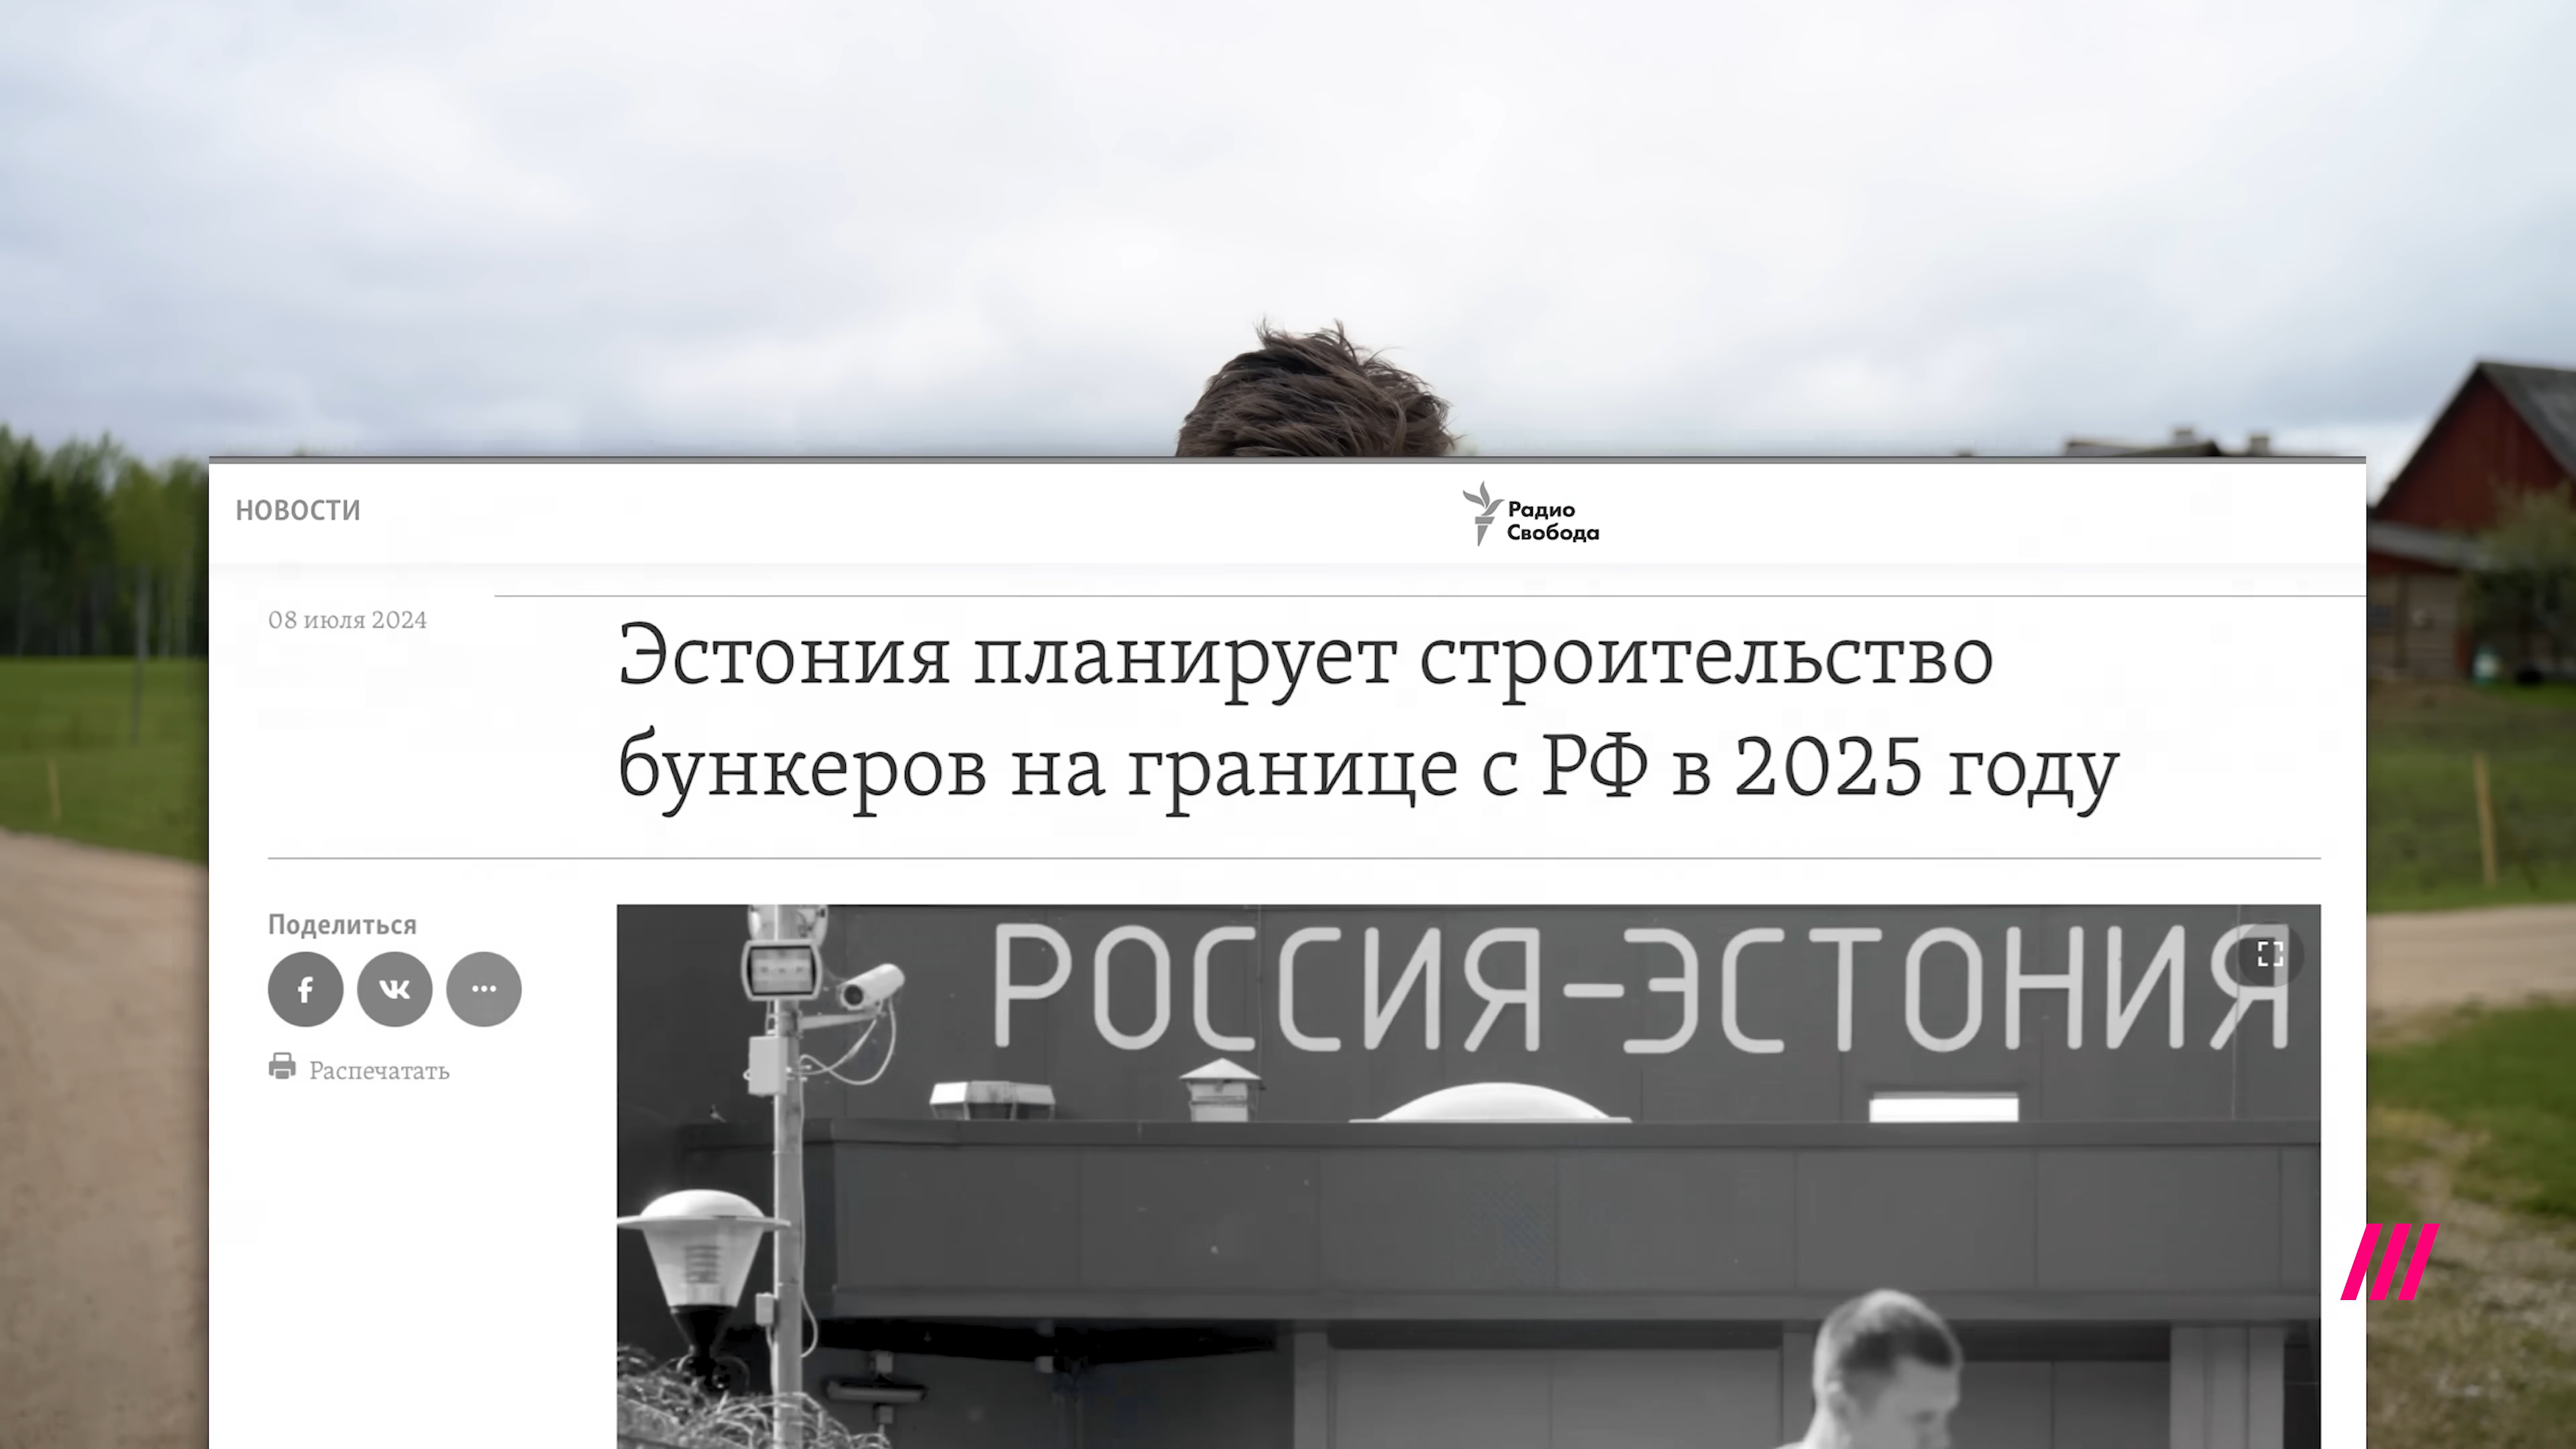 НОВОСТИ
Радио
Свобода
08 июля 2024
Эстония планирует строительство
бункеров на границе с РФ в 2025 году
Поделиться
Распечатать
РОССИЯ-ЭСТОНИЯ